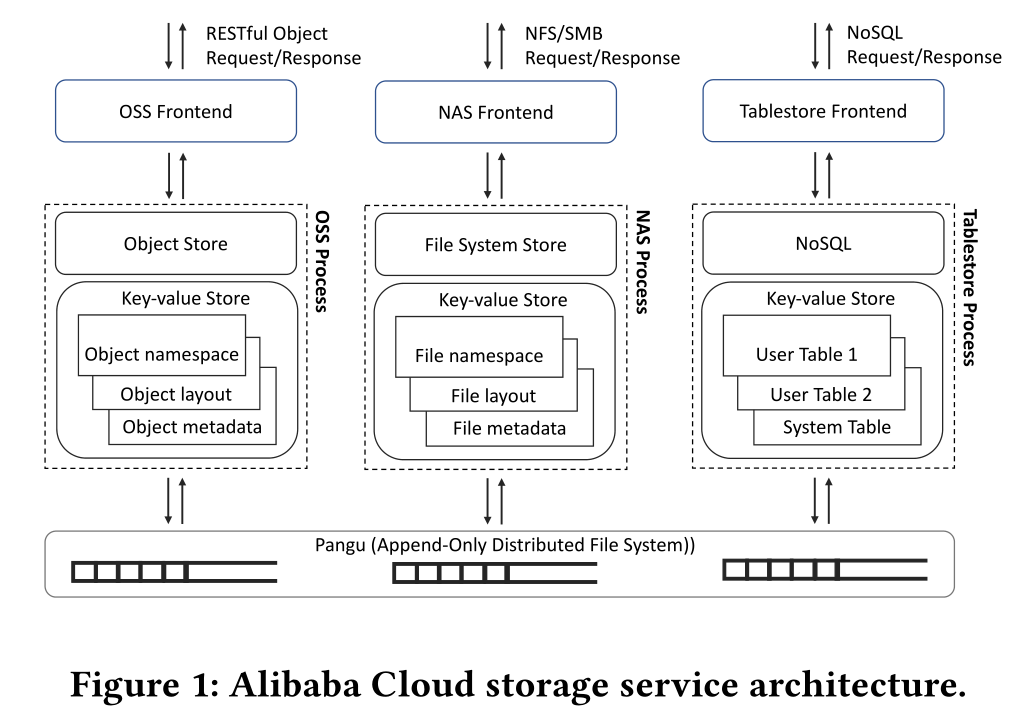 RESTful Object
Request/Response
NFS/SMB
Request/Response
NoSQL
Request/Response
OSS Frontend
NAS Frontend
Tablestore Frontend
OSS Process
Object Store
Key-value Store
Object namespace
Object layout
Object metadata
NAS Process
File System Store
Key-value Store
File namespace
File layout
File metadata
Tablestore Process
NoSQL
Key-value Store
User Table 1
User Table 2
System Table
Pangu (Append-Only Distributed File System))
Figure 1: Alibaba Cloud storage service architecture.